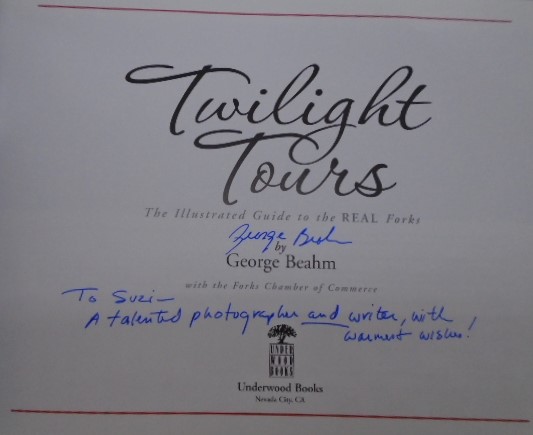 Twilight
Tours
The Illustrated Guide to the REAL Forks
George Beahm
by
George Beahm
with the Forks Chamber of Commerce
To Suzi—
A talented photographer and writer, with
warmest wishes!
UNDER
WOOD
BOOKS
Underwood Books
Nevada City, CA